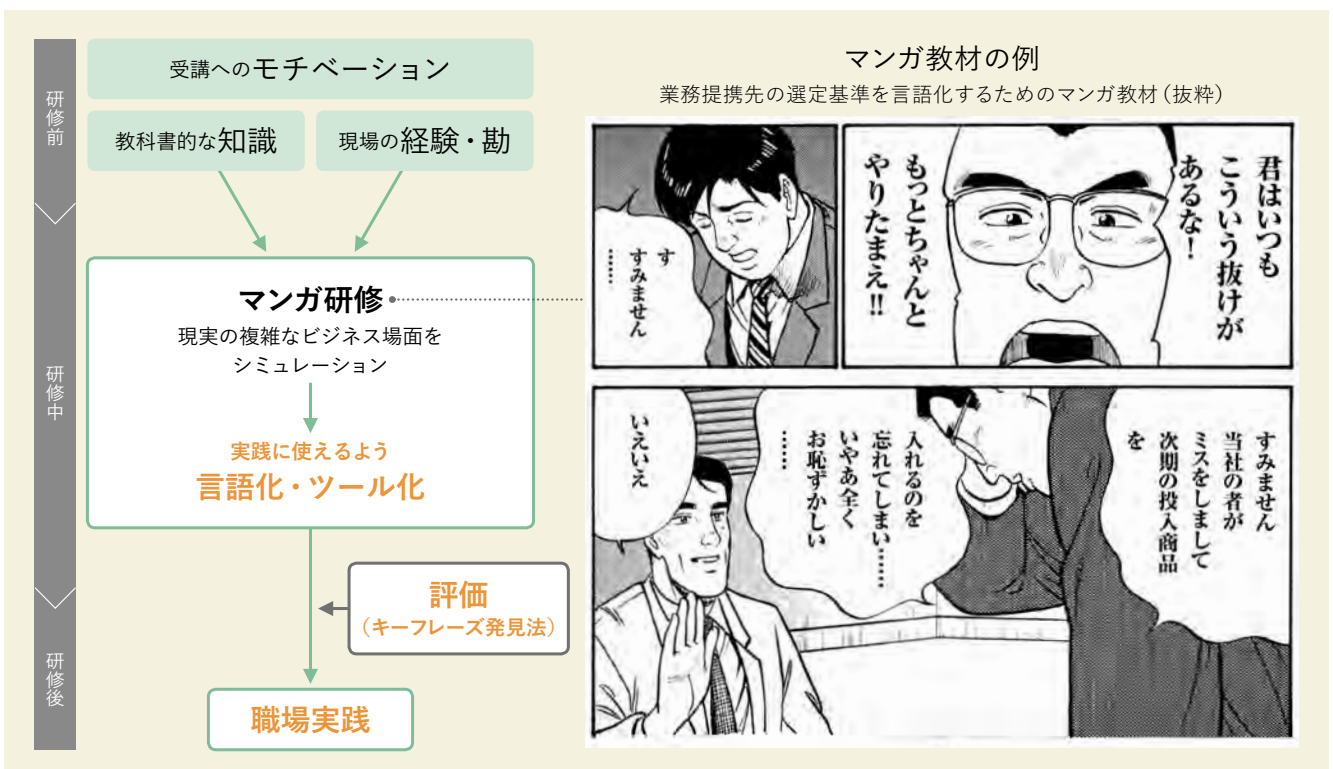 研修前
受講へのモチベーション
教科書的な知識
現場の経験・勘
研修中
マンガ研修
現実の複雑なビジネス場面を
シミュレーション
実践に使えるよう
言語化・ツール化
評価
(キーフレーズ発見法)
研修後
職場実践
マンガ教材の例
業務提携先の選定基準を言語化するためのマンガ教材(抜粋)
君はいつも
こういう抜けが
あるな!
もっとちゃんと
やりたまえ!!
す
すみません
……
すみません
当社の者が
ミスをしまして
次期の投入商品
を
入れるのを
忘れてしまい……
いやあ全く
お恥ずかしい
……
いえいえ